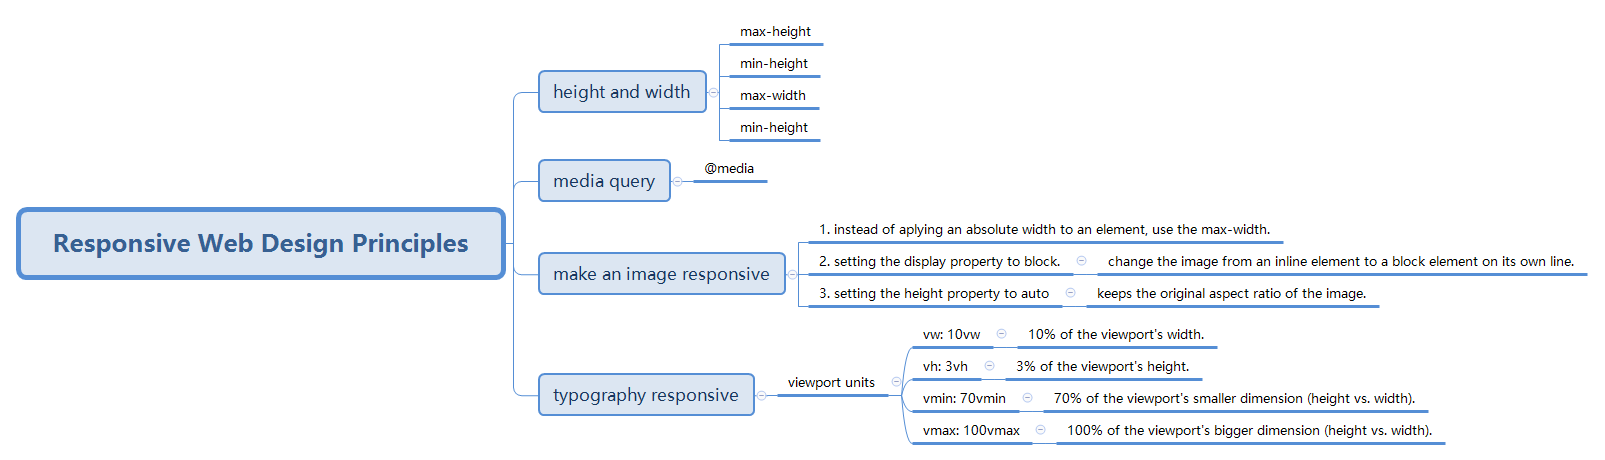 Responsive Web Design Principles
height and width
max-height
min-height
max-width
min-height
media query
@media
make an image responsive
1. instead of aplying an absolute width to an element, use the max-width.
2. setting the display property to block.
change the image from an inline element to a block element on its own line.
3. setting the height property to auto
keeps the original aspect ratio of the image.
typography responsive
viewport units
vw: 10vw
10% of the viewport's width.
vh: 3vh
3% of the viewport's height.
vmin: 70vmin
70% of the viewport's smaller dimension (height vs. width).
vmax: 100vmax
100% of the viewport's bigger dimension (height vs. width).